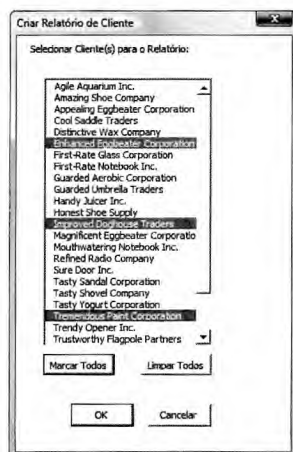 Criar Relatório de Cliente
Selecionar Cliente(s) para o Relatório:
Agile Aquarium Inc.
Amazing Shoe Company
Appealing Eggbeater Corporation
Cool Saddle Traders
Distinctive Wax Company
Enhanced Eggbeater Corporation
First-Rate Glass Corporation
First-Rate Notebook Inc.
Guarded Aerobic Corporation
Guarded Umbrella Traders
Handy Juicer Inc.
Honest Shoe Supply
Improved Doghouse Traders
Magnificent Eggbeater Corporatio
Mouthwatering Notebook Inc.
Refined Radio Company
Sure Door Inc.
Tasty Sandal Corporation
Tasty Shovel Company
Tasty Yogurt Corporation
Tremendous Paint Corporation
Trendy Opener Inc.
Trustworthy Flagpole Partners
Marcar Todos Limpar Todos
OK Cancelar